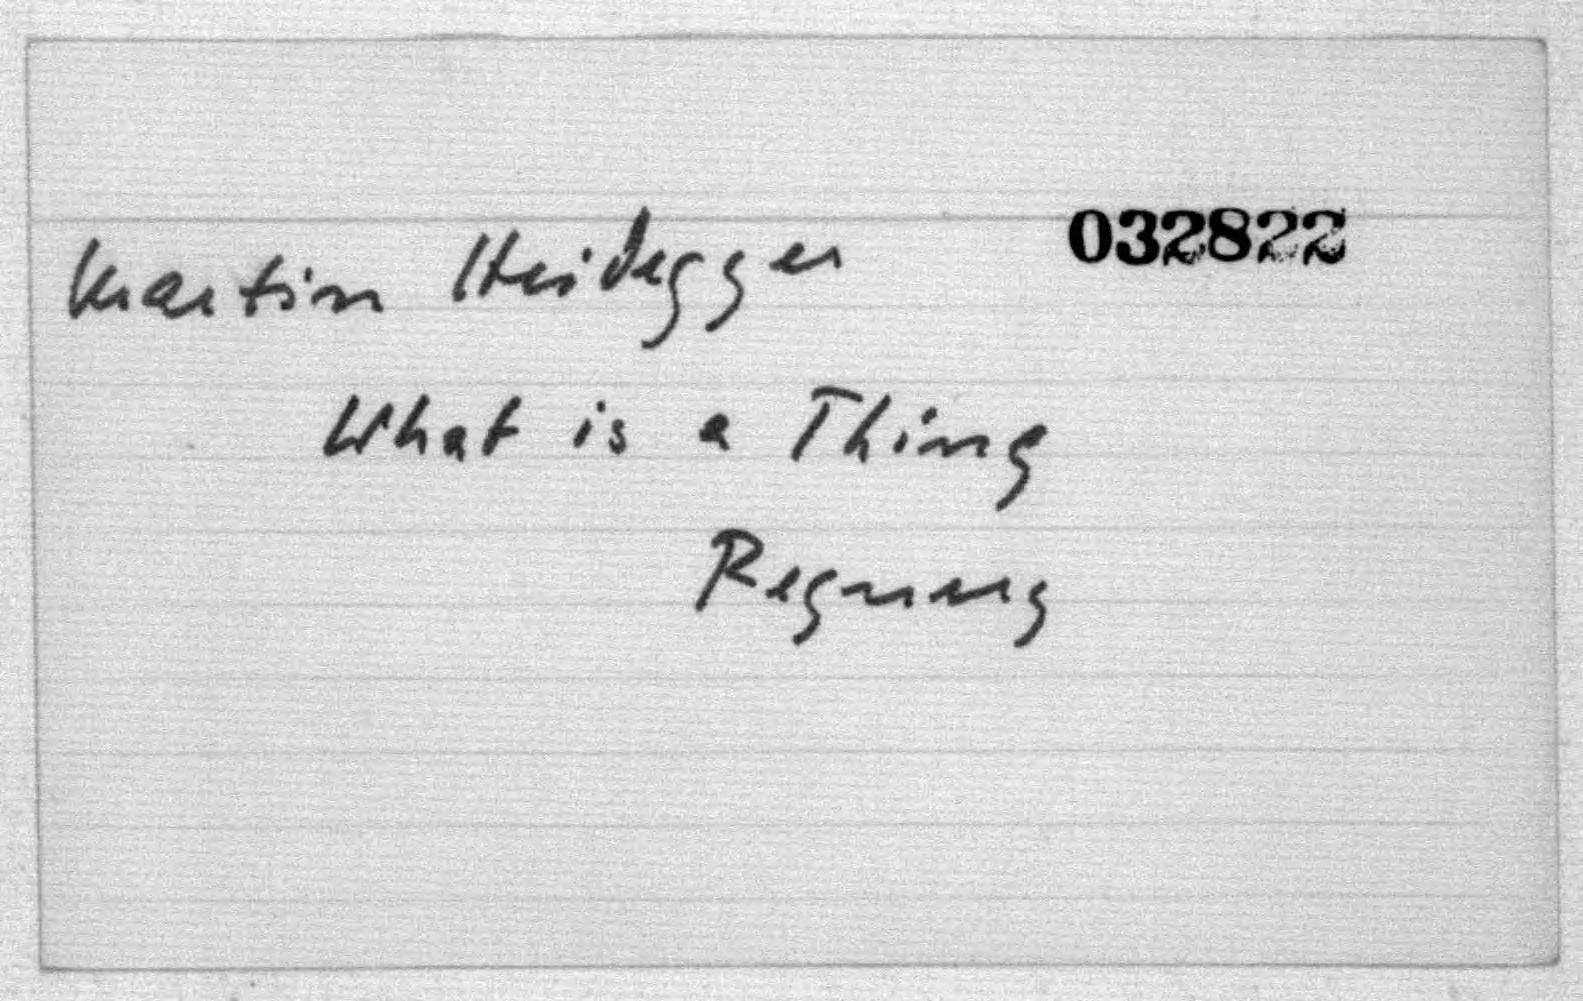 Martin Heidegger 032822
What is a Thing
Regnery